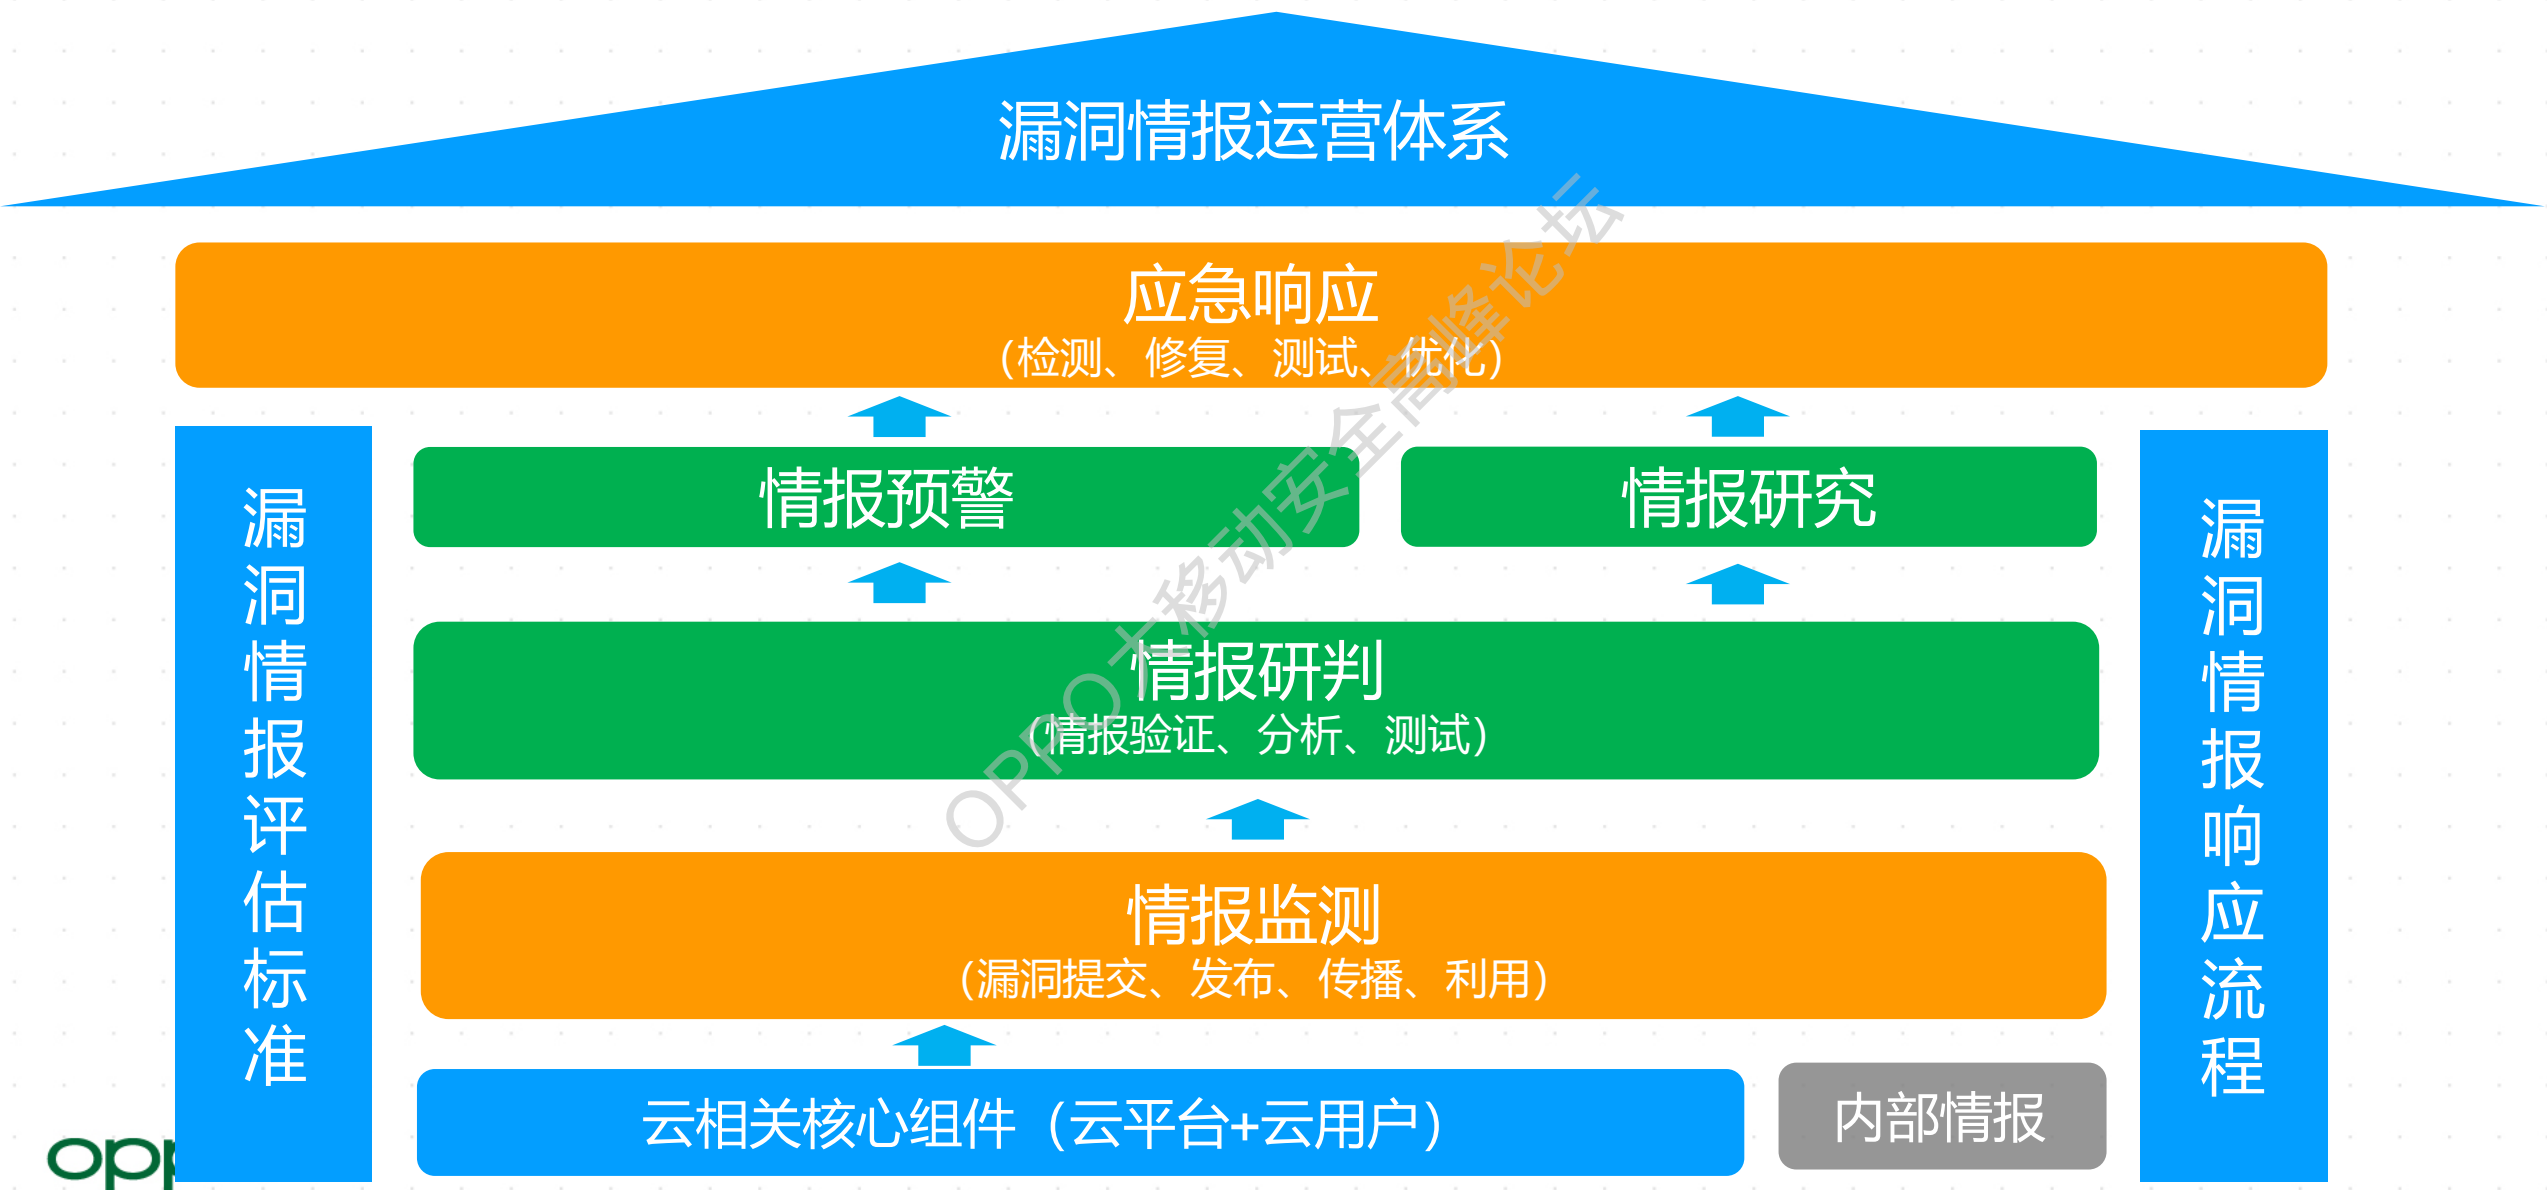 漏洞情报运营体系
应急响应
（检测、修复、测试、优化）
漏洞情报评估标准
情报预警
情报研究
漏洞情报响应流程
情报研判
（情报验证、分析、测试）
情报监测
（漏洞提交、发布、传播、利用）
云相关核心组件（云平台+云用户）
内部情报
OPPO大移动安全高峰论坛
opp